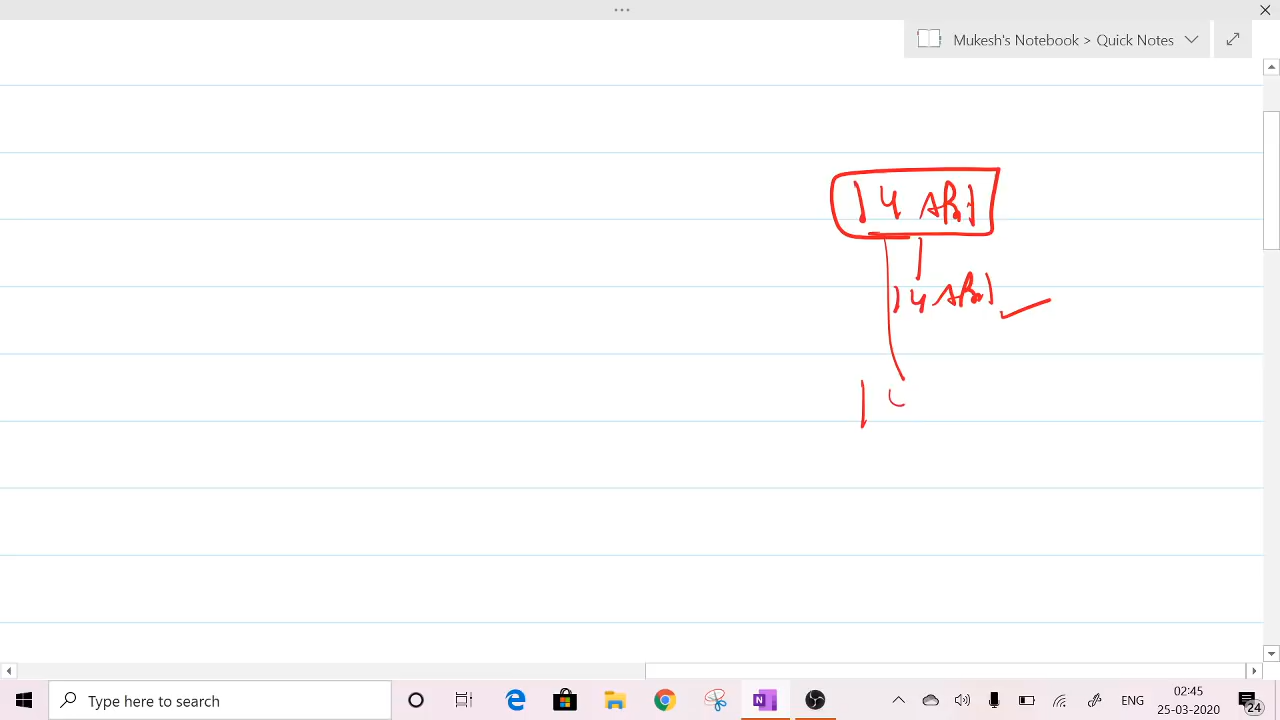 Mukesh's Notebook > Quick Notes
14 April
14 April
1
N
Type here to search
ENG
02:45
25-03-2020
24